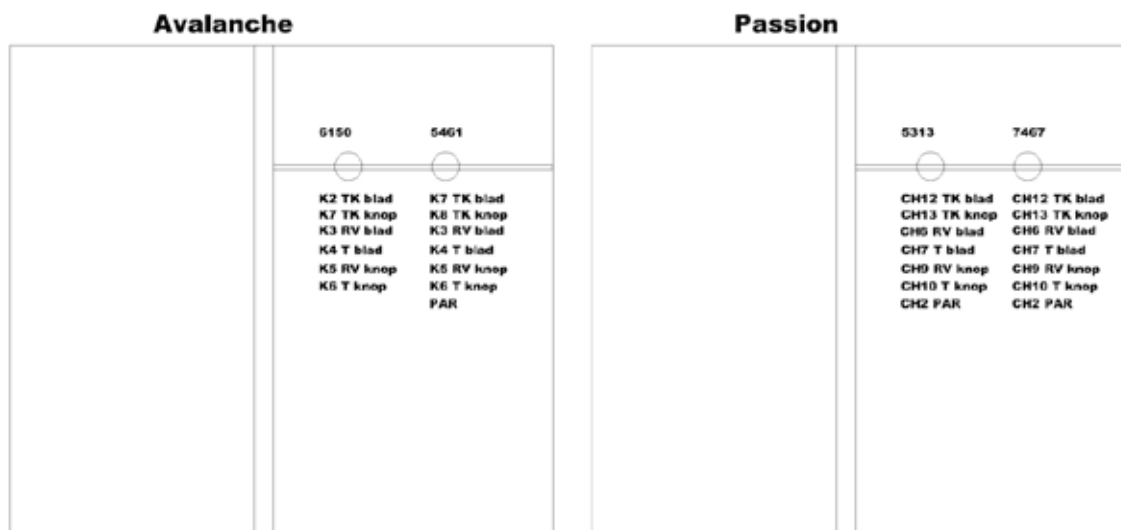 Avalanche
6150
K2 TK blad
K7 TK knop
K3 RV blad
K4 T blad
K5 RV knop
K6 T knop
5461
K7 TK blad
K8 TK knop
K3 RV blad
K4 T blad
K5 RV knop
K6 T knop
PAR
Passion
5313
CH12 TK blad
CH13 TK knop
CH6 RV blad
CH7 T blad
CH9 RV knop
CH10 T knop
CH2 PAR
7467
CH12 TK blad
CH13 TK knop
CH6 RV blad
CH7 T blad
CH9 RV knop
CH10 T knop
CH2 PAR